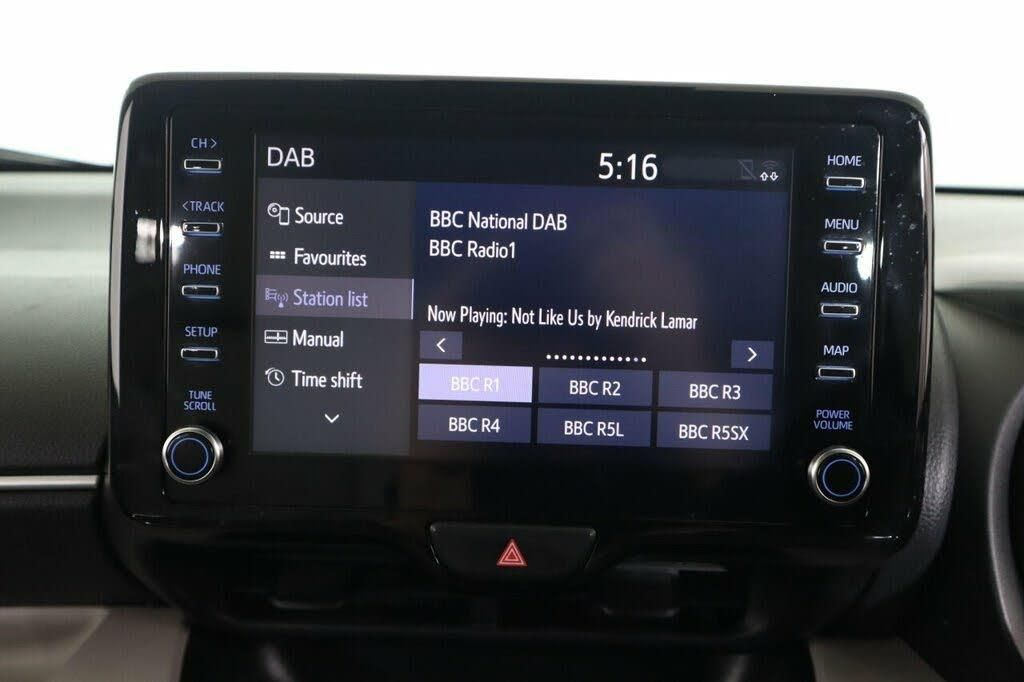 DAB
5:16
CH >
<TRACK
PHONE
SETUP
TUNE
SCROLL
Source
Favourites
Station list
Manual
Time shift
BBC National DAB
BBC Radio1
Now Playing: Not Like Us by Kendrick Lamar
< >
BBC R1 BBC R2 BBC R3
BBC R4 BBC R5L BBC R5SX
HOME
MENU
AUDIO
MAP
POWER
VOLUME